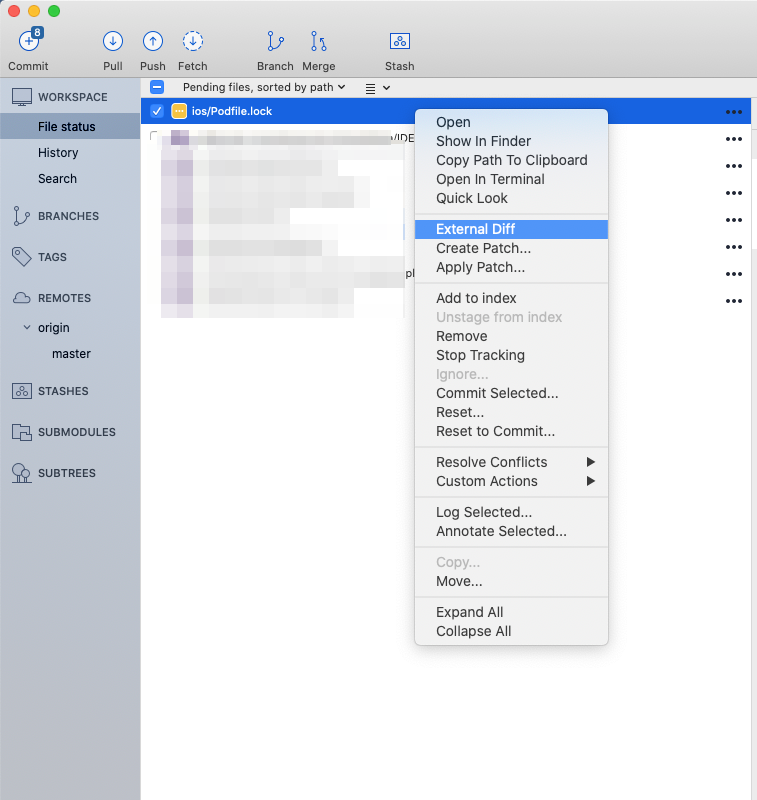 8
Commit
Pull
Push
Fetch
Branch
Merge
Stash
WORKSPACE
File status
History
Search
BRANCHES
TAGS
REMOTES
origin
master
STASHES
SUBMODULES
SUBTREES
Pending files, sorted by path
ios/Podfile.lock
Open
Show In Finder
Copy Path To Clipboard
Open In Terminal
Quick Look
External Diff
Create Patch...
Apply Patch...
Add to index
Unstage from index
Remove
Stop Tracking
Ignore...
Commit Selected...
Reset...
Reset to Commit...
Resolve Conflicts
Custom Actions
Log Selected...
Annotate Selected...
Copy...
Move...
Expand All
Collapse All